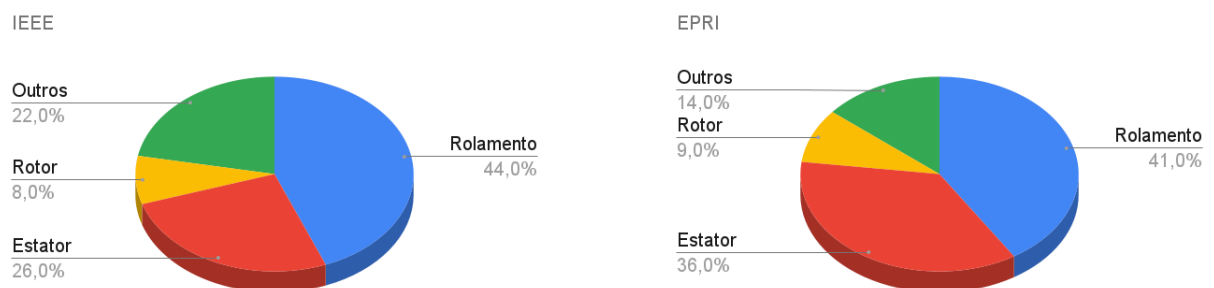 IEEE
Outros
22,0%
Rotor
8,0%
Estator
26,0%
Rolamento
44,0%
EPRI
Outros
14,0%
Rotor
9,0%
Estator
36,0%
Rolamento
41,0%